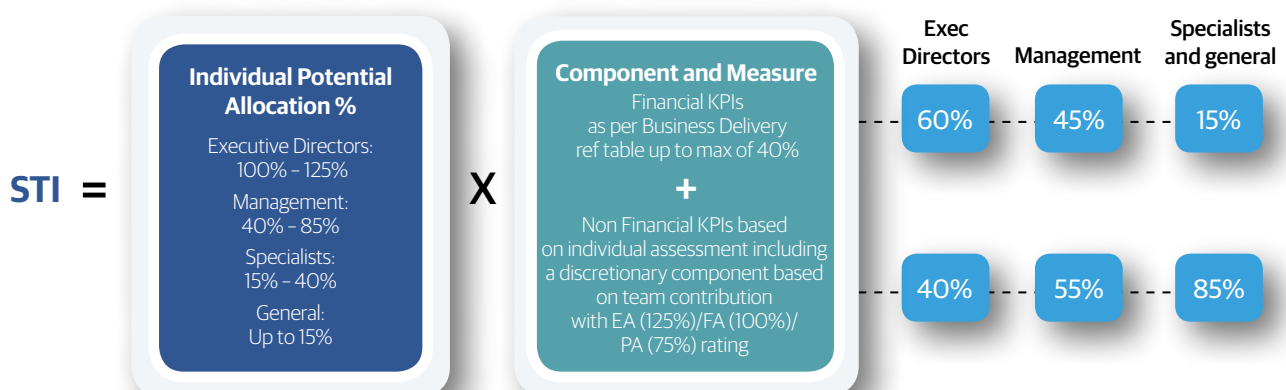 STI =
Individual Potential
Allocation %
Executive Directors:
100% – 125%
Management:
40% – 85%
Specialists:
15% – 40%
General:
Up to 15%
X
Component and Measure
Financial KPIs
as per Business Delivery
ref table up to max of 40%
+
Non Financial KPIs based
on individual assessment including
a discretionary component based
on team contribution
with EA (125%)/FA (100%)/
PA (75%) rating
Exec
Directors
Management
Specialists
and general
60%
45%
15%
40%
55%
85%